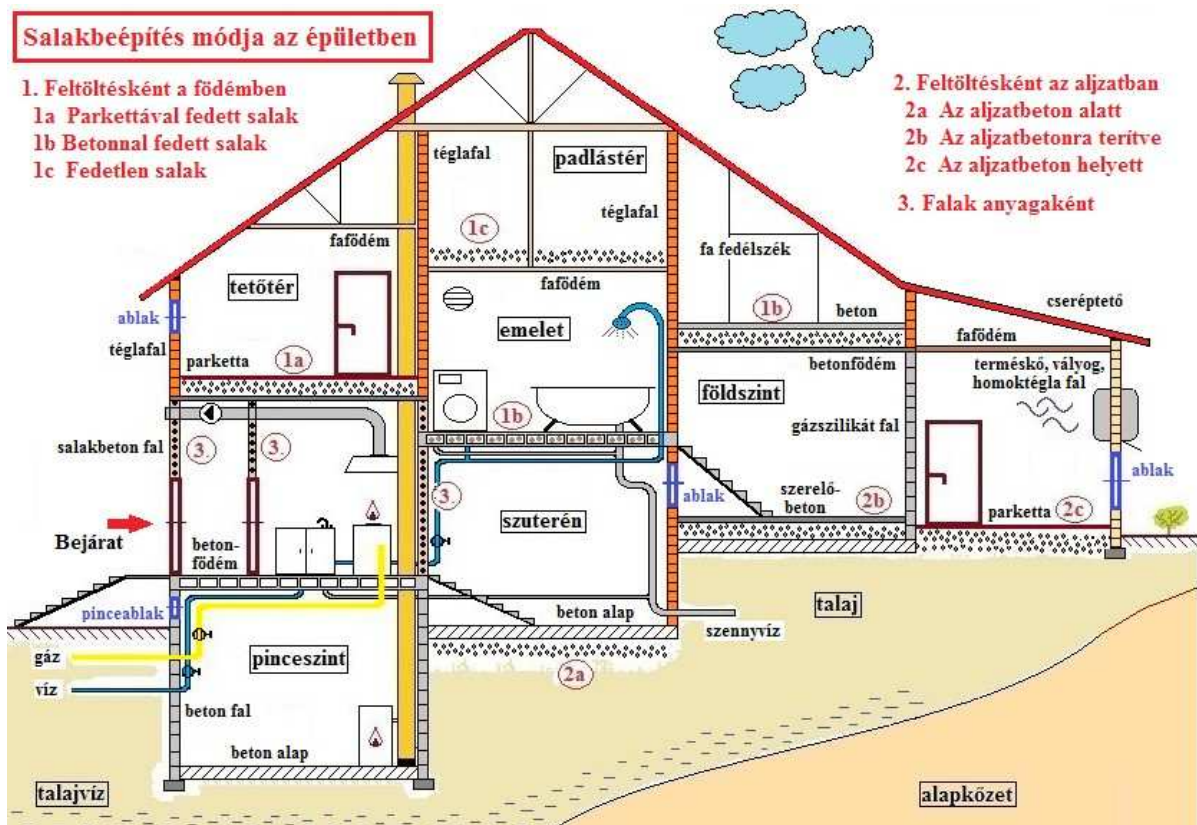 Salakbeépítés módja az épületben
1. Feltöltésként a födémben
1a Parkettával fedett salak
1b Betonnal fedett salak
1c Fedetlen salak
2. Feltöltésként az aljzatban
2a Az aljzatbeton alatt
2b Az aljzatbetonra terítve
2c Az aljzatbeton helyett
3. Falak anyagaként
téglafal
padlástér
téglafal
1c
fafödém
fa fedélszék
tetőtér
fafödém
cseréptető
ablak
emelet
1b
beton
téglafal
parketta
1a
betonfödém
fafödém
terméskő, vályog,
homoktégla fal
földszint
1b
gázszilikát fal
salakbeton fal
3.
3.
3.
ablak
szerelő-
beton
2b
parketta
2c
ablak
szuterén
Bejárat
beton-
födém
pinceablak
beton alap
talaj
szennyvíz
gáz
pinceszint
2a
víz
beton fal
beton alap
talajvíz
alapkőzet